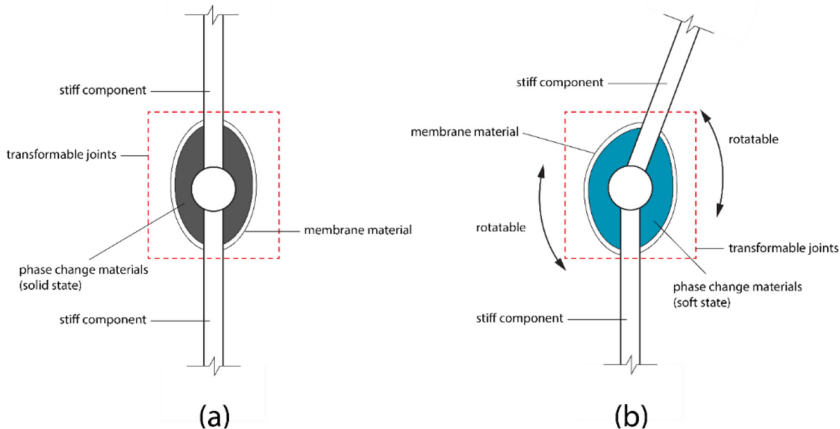 stiff component
transformable joints
membrane material
phase change materials
(solid state)
stiff component
(a)
stiff component
membrane material
rotatable
rotatable
transformable joints
phase change materials
(soft state)
stiff component
(b)